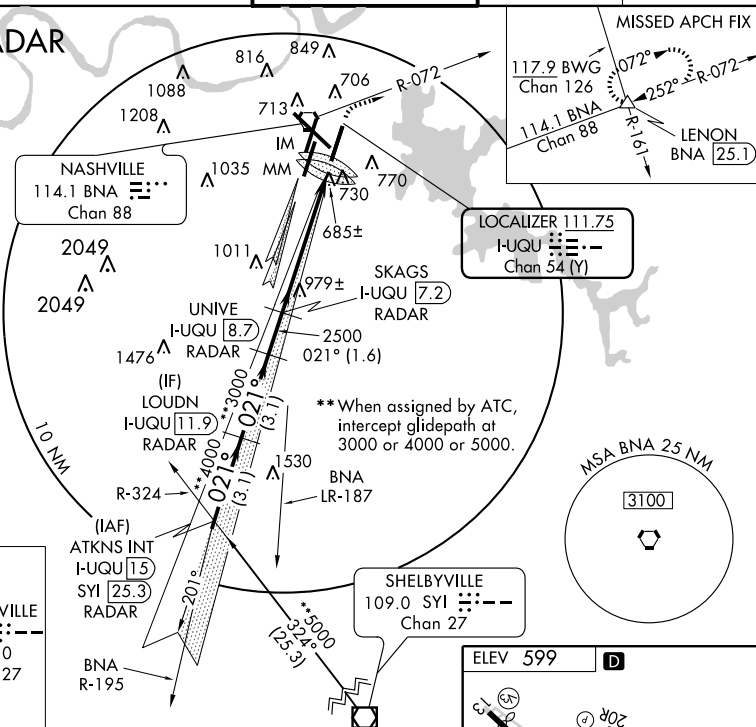 ADAR
849
816
1088
706
R-072
713
1208
IM
MM
1035
770
730
NASHVILLE
114.1 BNA
Chan 88
685±
MISSED APCH FIX
117.9 BWG
Chan 126
072°
252°
R-072
114.1 BNA
Chan 88
R-161
LENON
BNA 25.1
LOCALIZER 111.75
I-UQU
Chan 54 (Y)
2049
2049
1011
979±
SKAGS
I-UQU 7.2
RADAR
UNIVE
I-UQU 8.7
RADAR
2500
021° (1.6)
1476
(IF)
LOUDN
I-UQU 11.9
RADAR
**3000
021°
(3.1)
**When assigned by ATC,
intercept glidepath at
3000 or 4000 or 5000.
10 NM
**4000
021°
(3.1)
1530
BNA
LR-187
R-324
(IAF)
ATKNS INT
I-UQU 15
SYI 25.3
RADAR
MSA BNA 25 NM
3100
201°
SHELBYVILLE
109.0 SYI
Chan 27
**5000
324°
(25.3)
BNA
R-195
VILLE
0
27
ELEV 599
D
13
P
20R